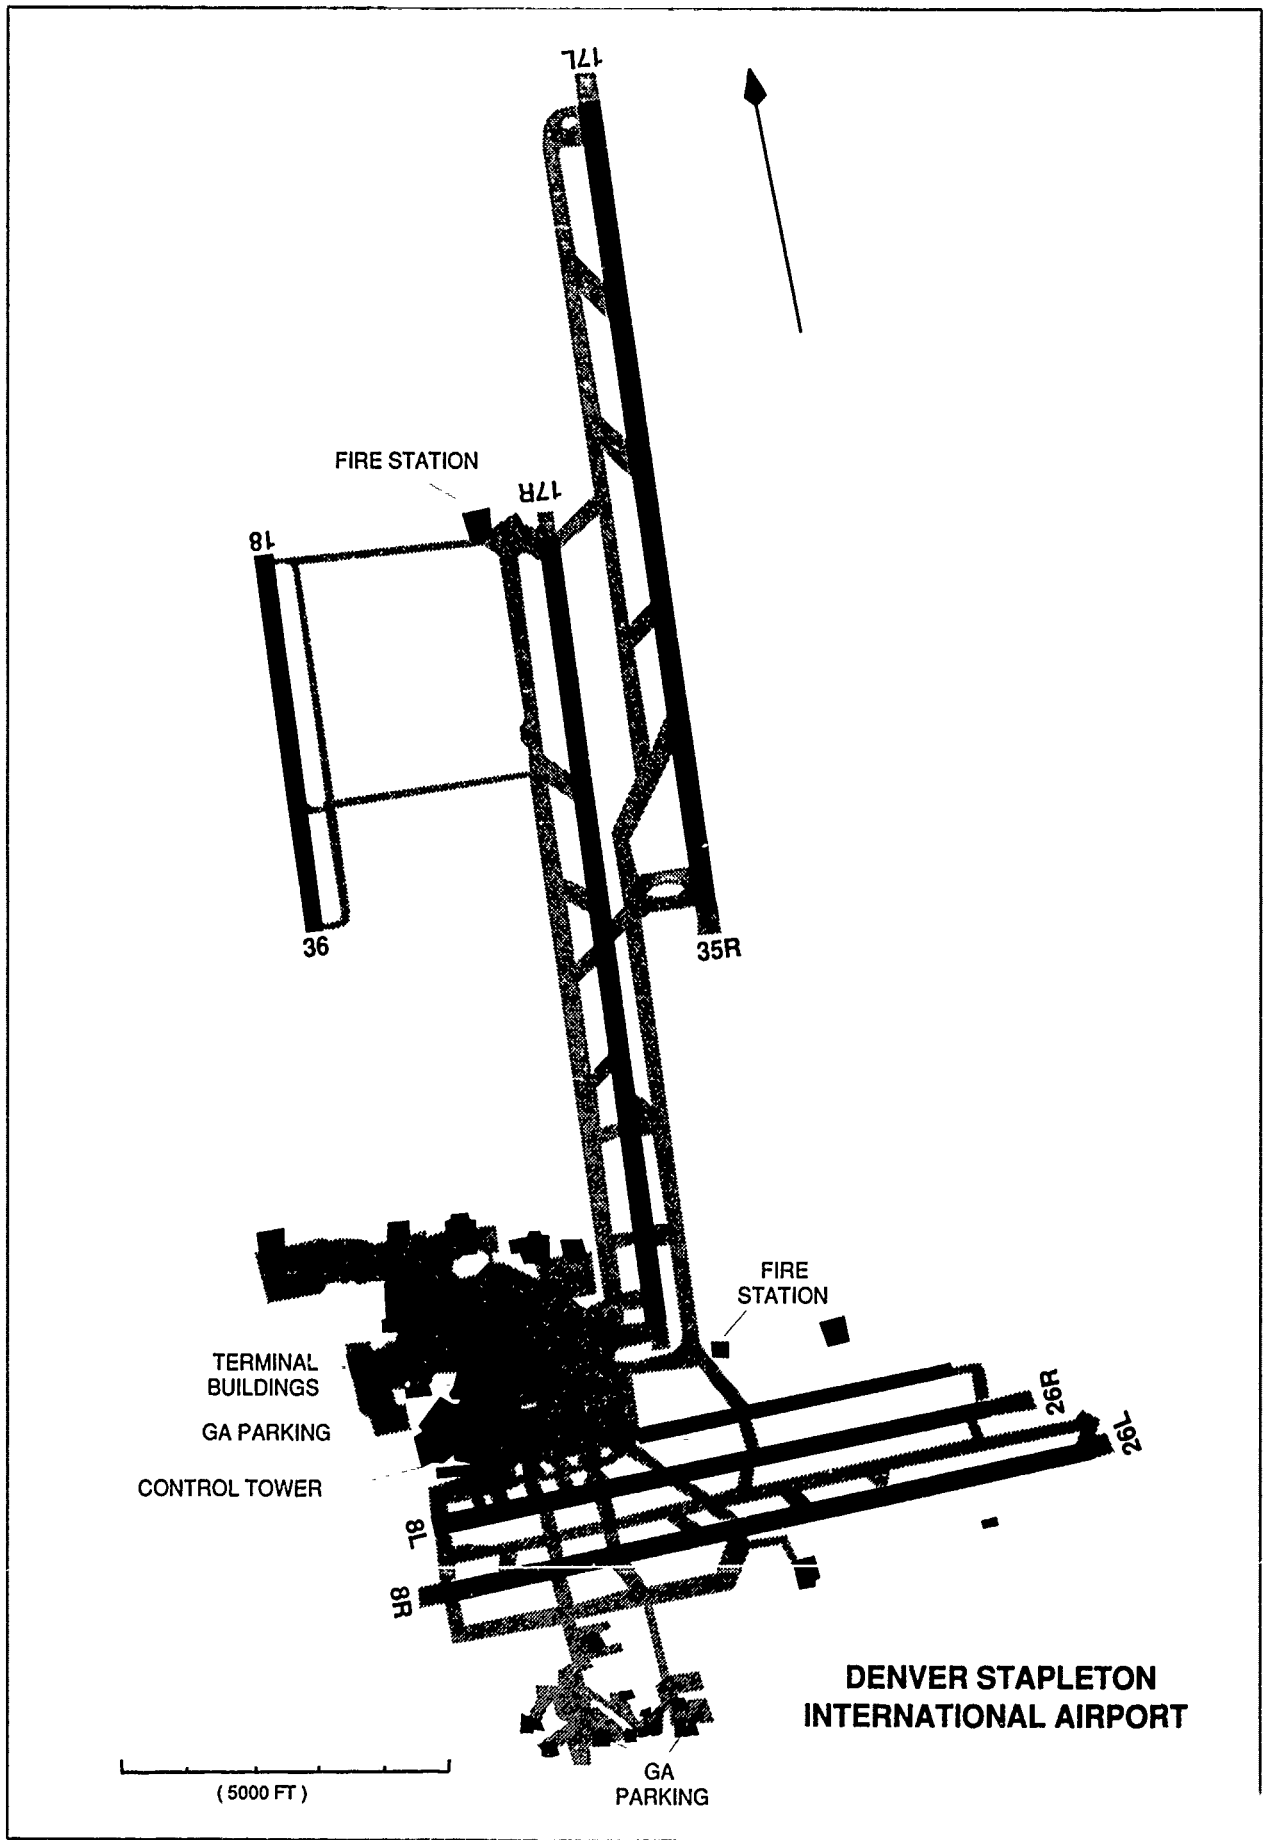 17L
FIRE STATION
17R
18
36
35R
FIRE
STATION
TERMINAL
BUILDINGS
GA PARKING
CONTROL TOWER
26R
26L
8L
8R
DENVER STAPLETON
INTERNATIONAL AIRPORT
( 5000 FT )
GA
PARKING